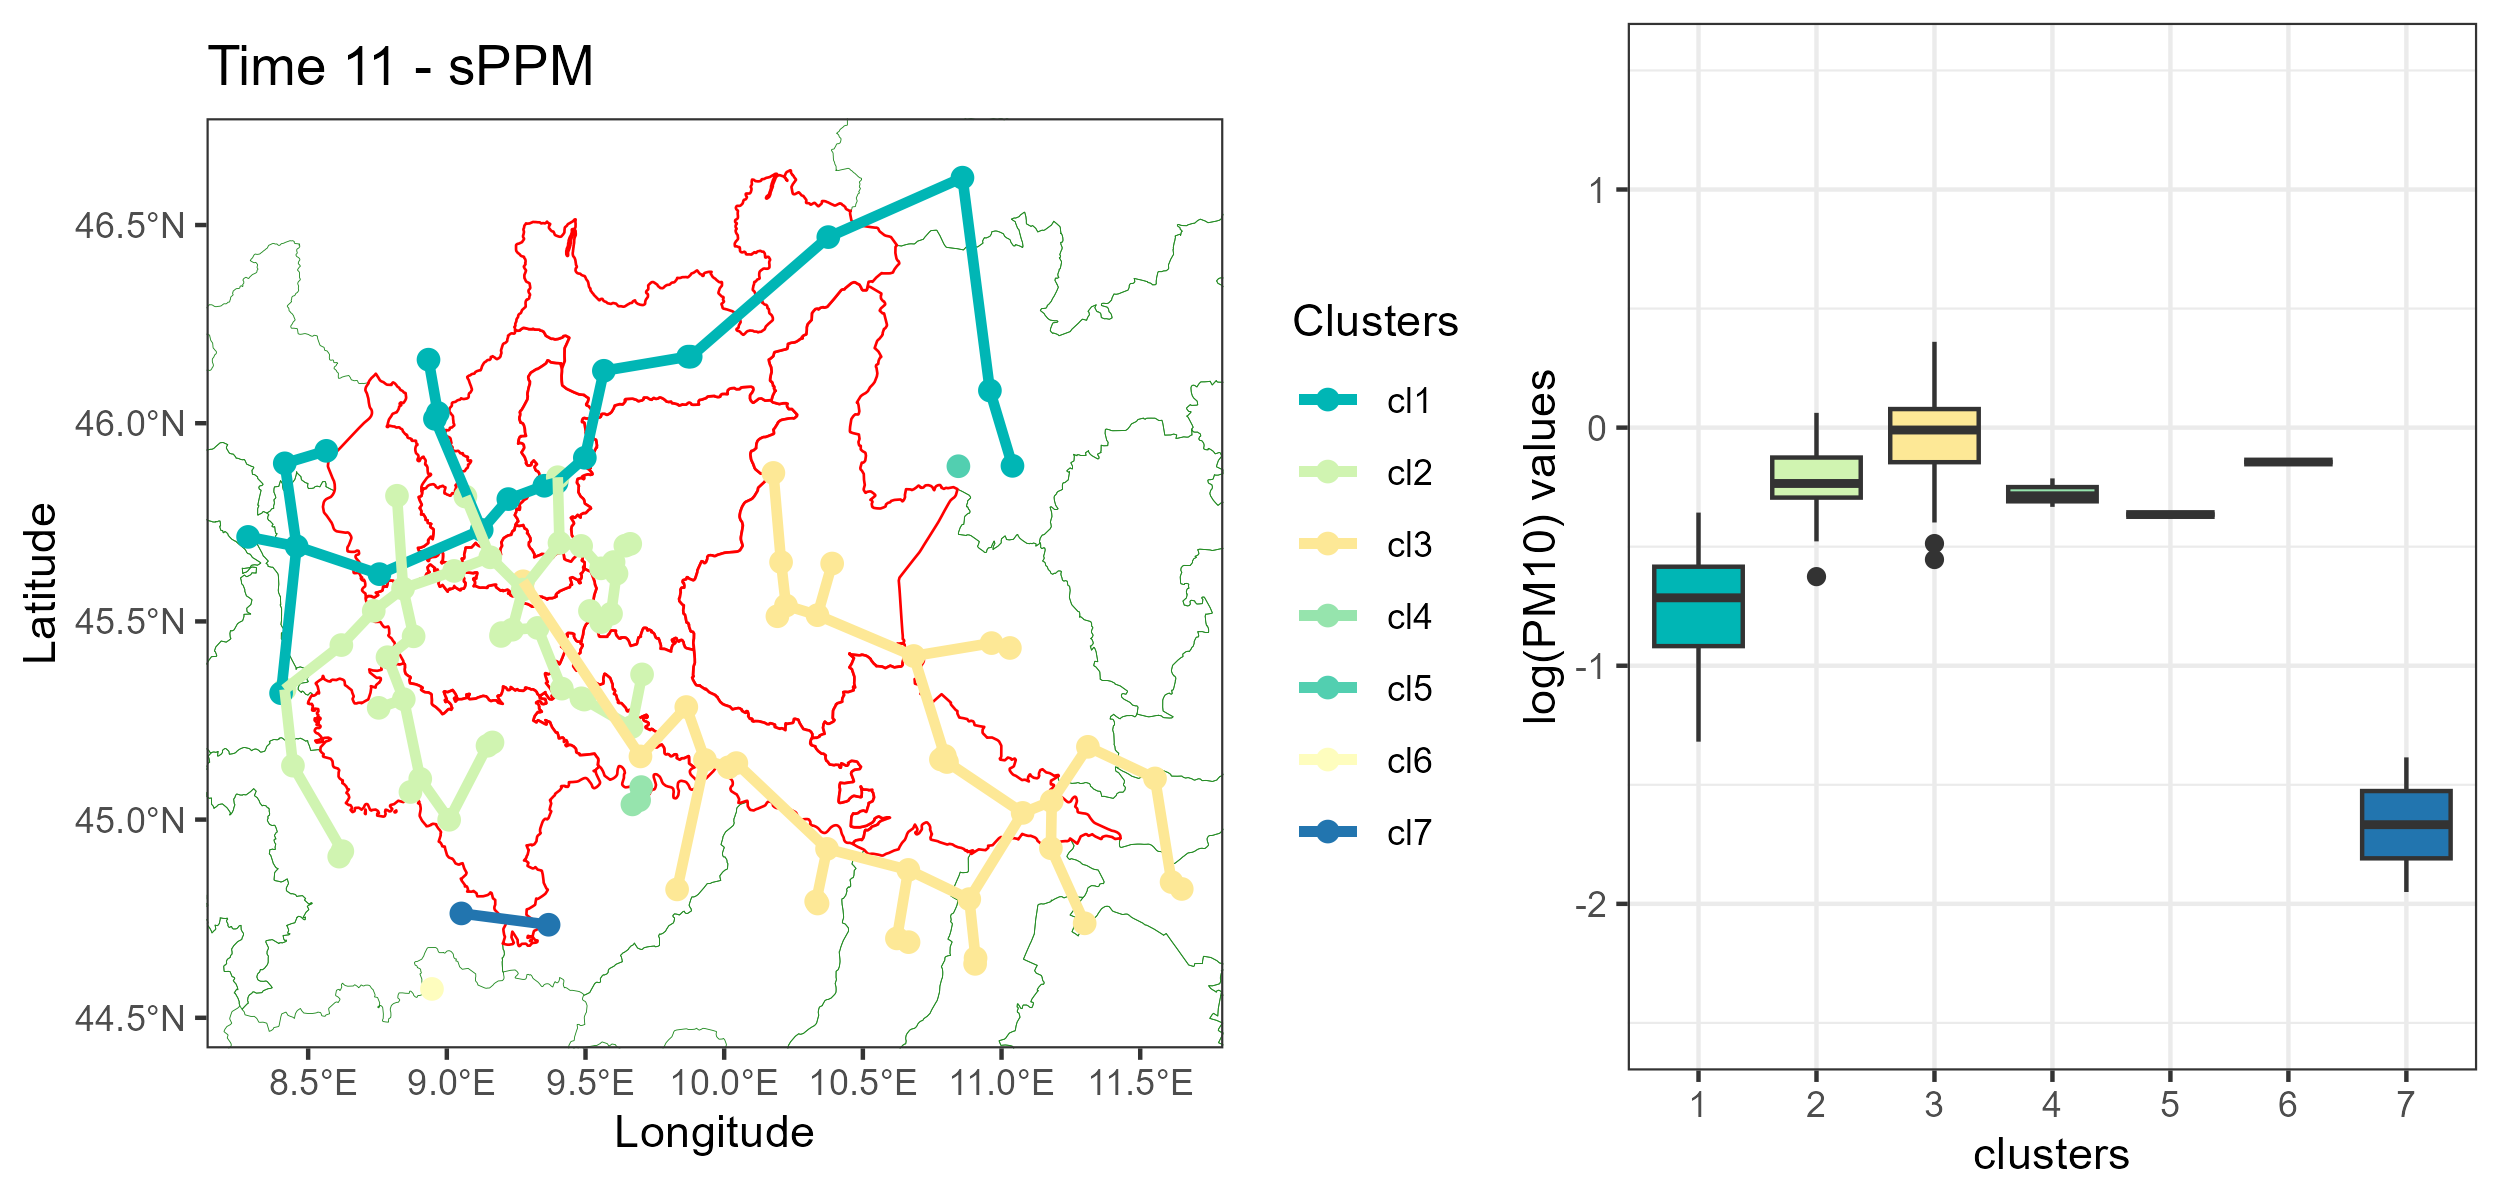 Time 11 - sPPM
Latitude
46.5°N
46.0°N
45.5°N
45.0°N
44.5°N
8.5°E 9.0°E 9.5°E 10.0°E 10.5°E 11.0°E 11.5°E
Longitude
Clusters
cl1
cl2
cl3
cl4
cl5
cl6
cl7
log(PM10) values
1
0
-1
-2
1 2 3 4 5 6 7
clusters